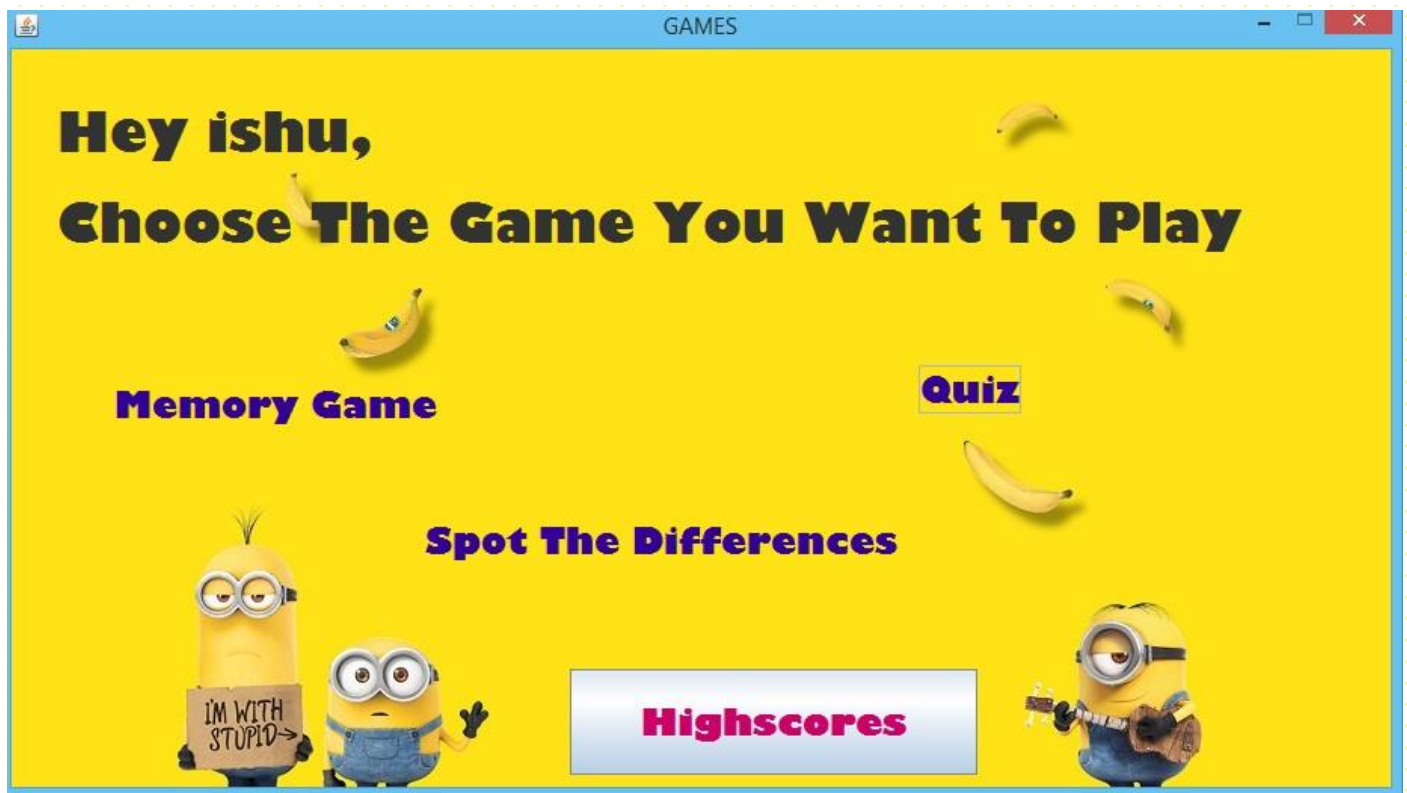 GAMES
Hey ishu,
Choose The Game You Want To Play
Memory Game
Quiz
Spot The Differences
I'M WITH
STUPID→
Highscores